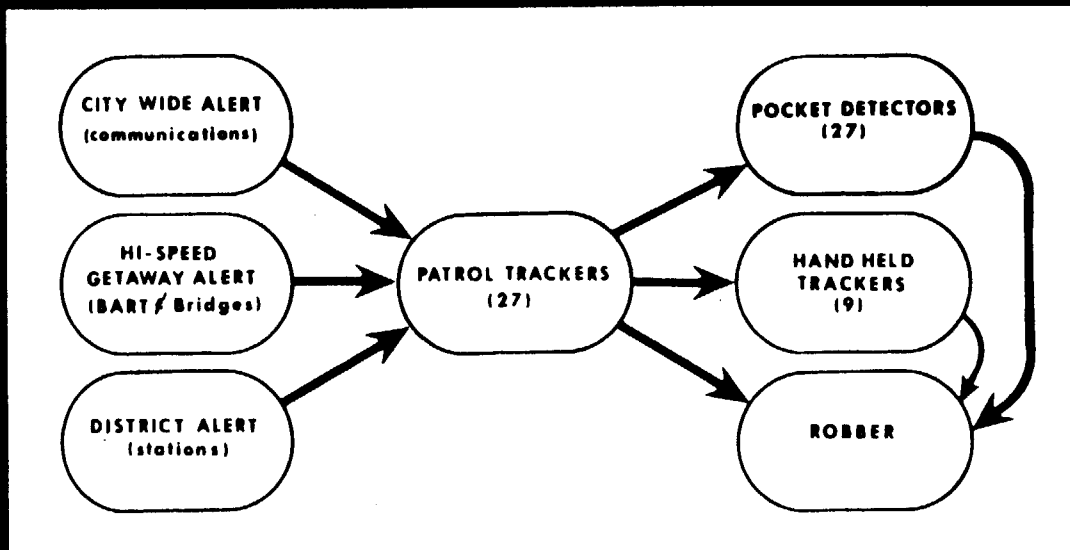 CITY WIDE ALERT
(communications)
HI-SPEED
GETAWAY ALERT
(BART & Bridges)
DISTRICT ALERT
(stations)
PATROL TRACKERS
(27)
POCKET DETECTORS
(27)
HAND HELD
TRACKERS
(9)
ROBBER